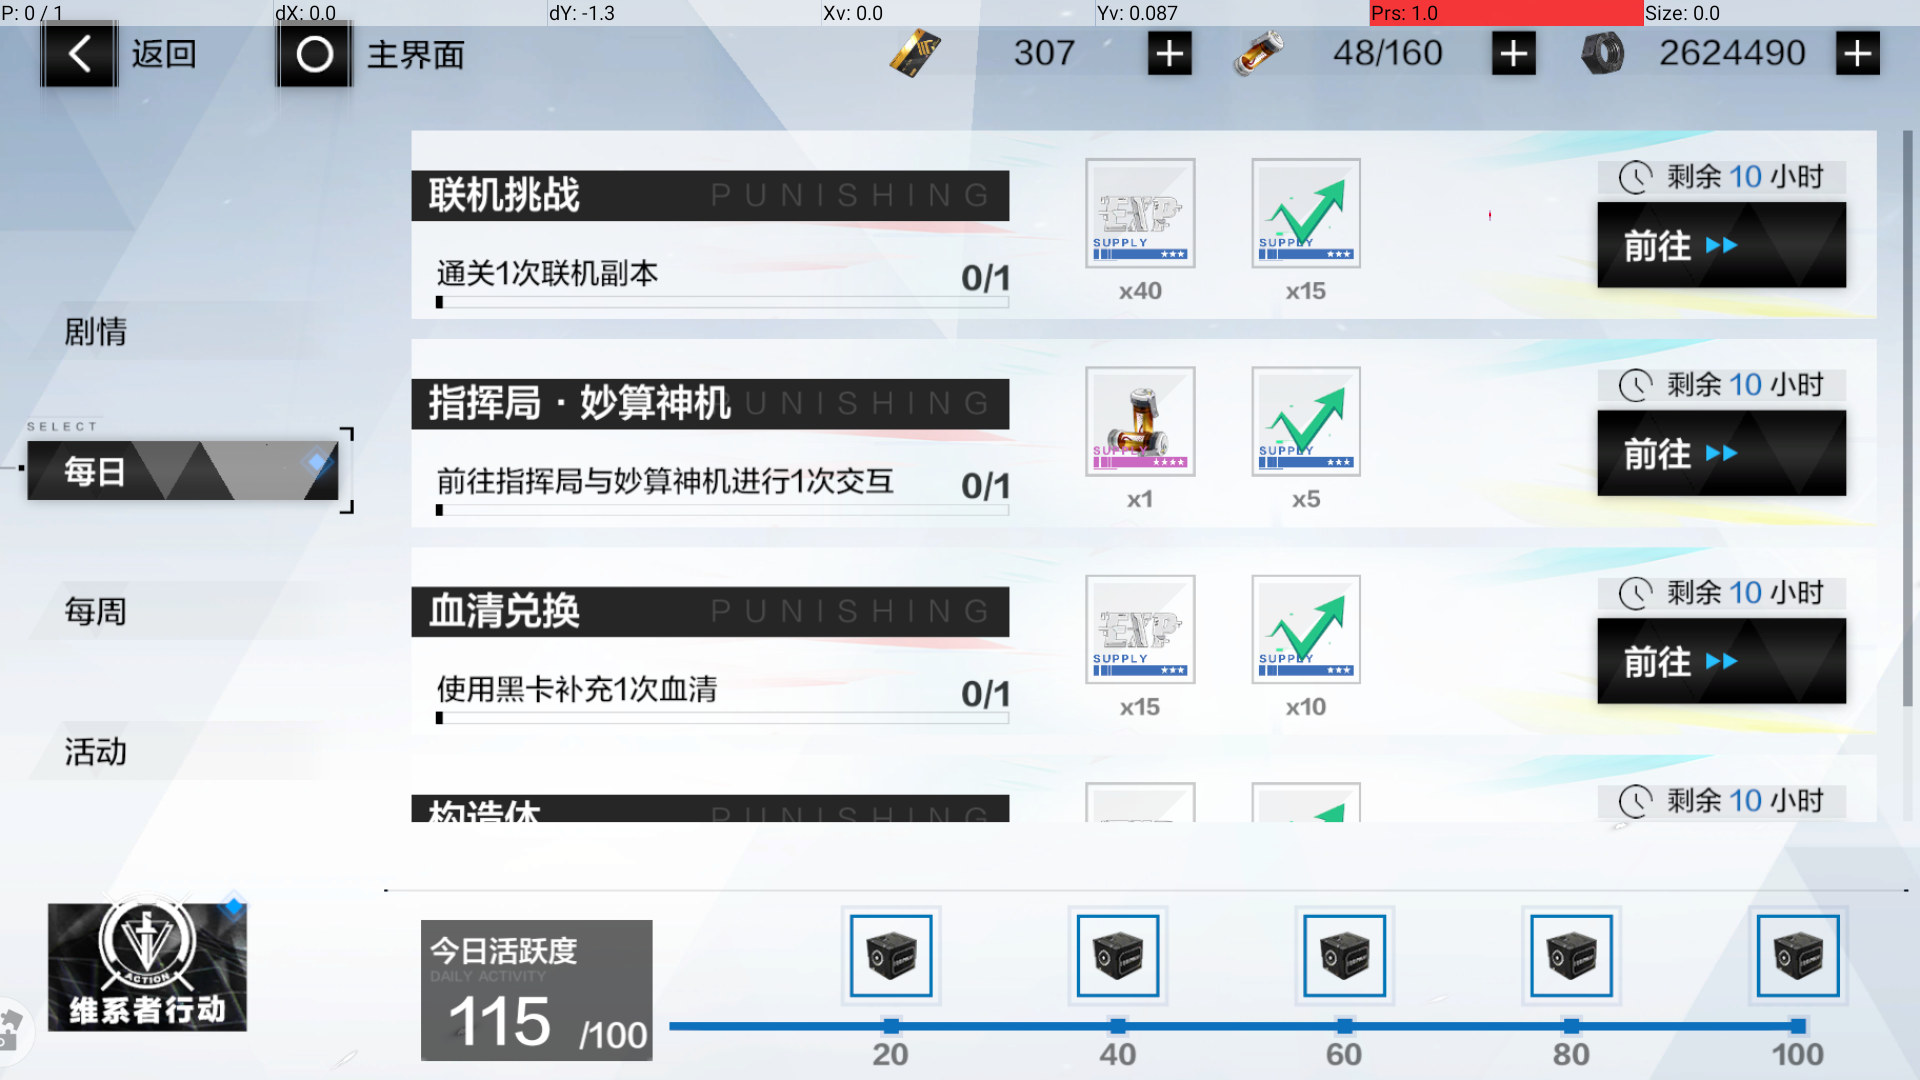 P: 0 / 1 dX: 0.0 dY: -1.3 Xv: 0.0 Yv: 0.087 Prs: 1.0 Size: 0.0
返回 主界面 307 48/160 2624490
剧情
SELECT
每日
每周
活动
联机挑战 PUNISHING
通关1次联机副本 0/1
EXP SUPPLY x40
SUPPLY x15
剩余 10 小时
前往
指挥局 · 妙算神机 UNISHING
前往指挥局与妙算神机进行1次交互 0/1
SUPPLY x1
SUPPLY x5
剩余 10 小时
前往
血清兑换 PUNISHING
使用黑卡补充1次血清 0/1
EXP SUPPLY x15
SUPPLY x10
剩余 10 小时
前往
构造体 PUNISHING
剩余 10 小时
ACTION
维系者行动
今日活跃度
DAILY ACTIVITY
115 /100
20 40 60 80 100